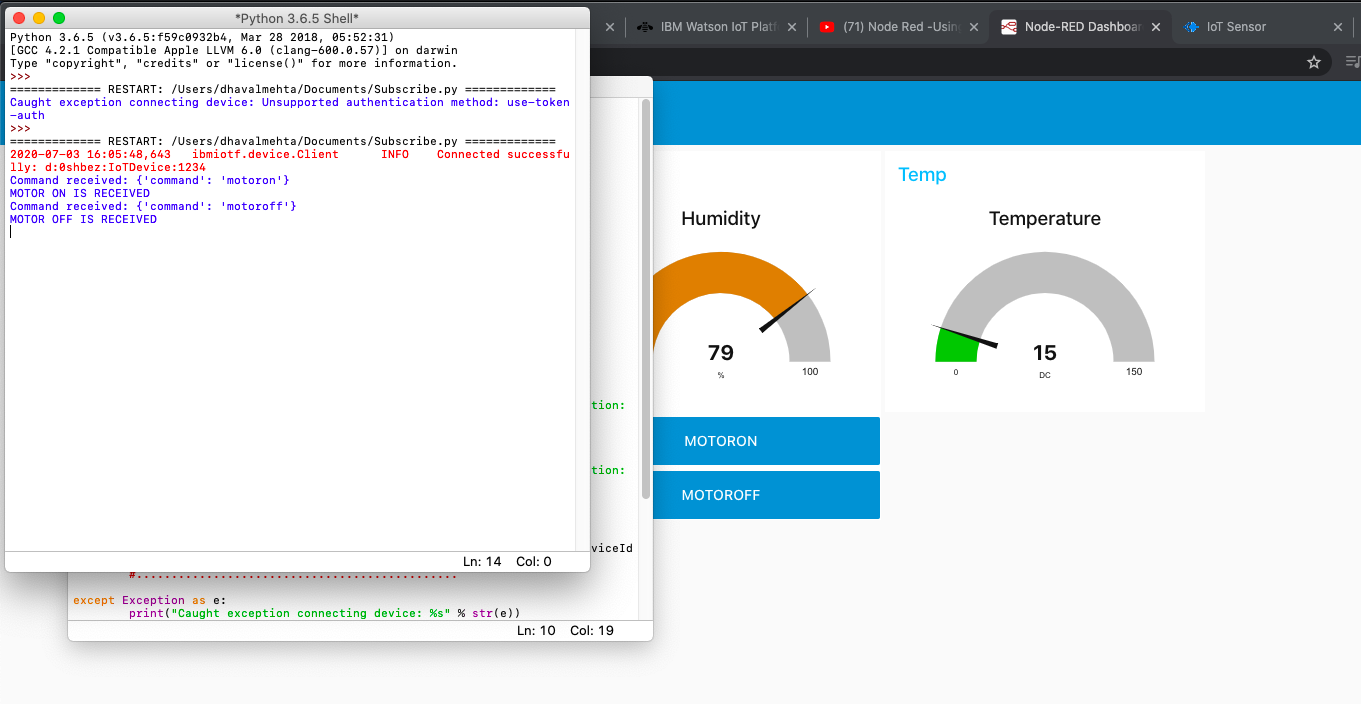 *Python 3.6.5 Shell*
Python 3.6.5 (v3.6.5:f59c0932b4, Mar 28 2018, 05:52:31)
[GCC 4.2.1 Compatible Apple LLVM 6.0 (clang-600.0.57)] on darwin
Type "copyright", "credits" or "license()" for more information.
>>>
============= RESTART: /Users/dhavalmehta/Documents/Subscribe.py =============
Caught exception connecting device: Unsupported authentication method: use-token
-auth
>>>
============= RESTART: /Users/dhavalmehta/Documents/Subscribe.py =============
2020-07-03 16:05:48,643   ibmiotf.device.Client      INFO    Connected successfu
lly: d:0shbez:IoTDevice:1234
Command received: {'command': 'motoron'}
MOTOR ON IS RECEIVED
Command received: {'command': 'motoroff'}
MOTOR OFF IS RECEIVED
Ln: 14 Col: 0
IBM Watson IoT Platf
(71) Node Red -Using
Node-RED Dashboar
IoT Sensor
tion:
tion:
viceId
#..............................................
except Exception as e:
print("Caught exception connecting device: %s" % str(e))
Ln: 10 Col: 19
Humidity
79
%
100
MOTORON
MOTOROFF
Temp
Temperature
15
0
DC
150